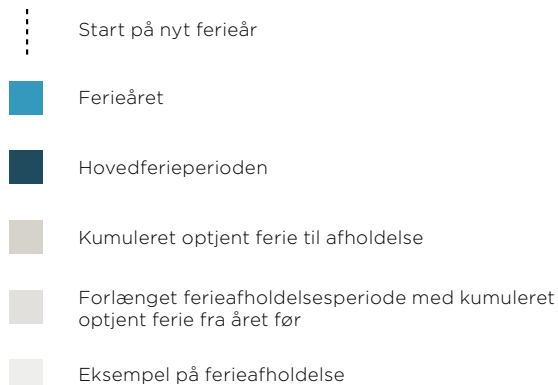 Start på nyt ferieår
Ferieåret
Hovedferieperioden
Kumuleret optjent ferie til afholdelse
Forlænget ferieafholdelsesperiode med kumuleret
optjent ferie fra året før
Eksempel på ferieafholdelse